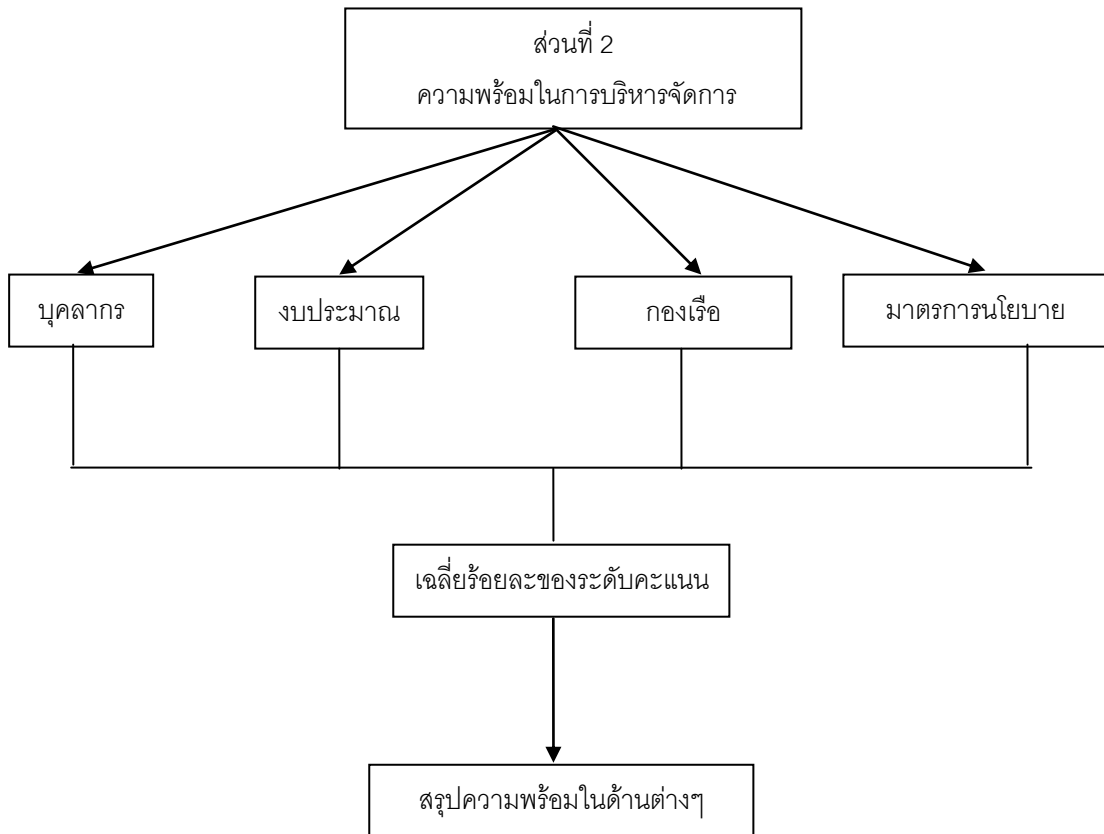 ส่วนที่ 2
ความพร้อมในการบริหารจัดการ
บุคลากร
งบประมาณ
กองเรือ
มาตรการนโยบาย
เฉลี่ยร้อยละของระดับคะแนน
สรุปความพร้อมในด้านต่างๆ